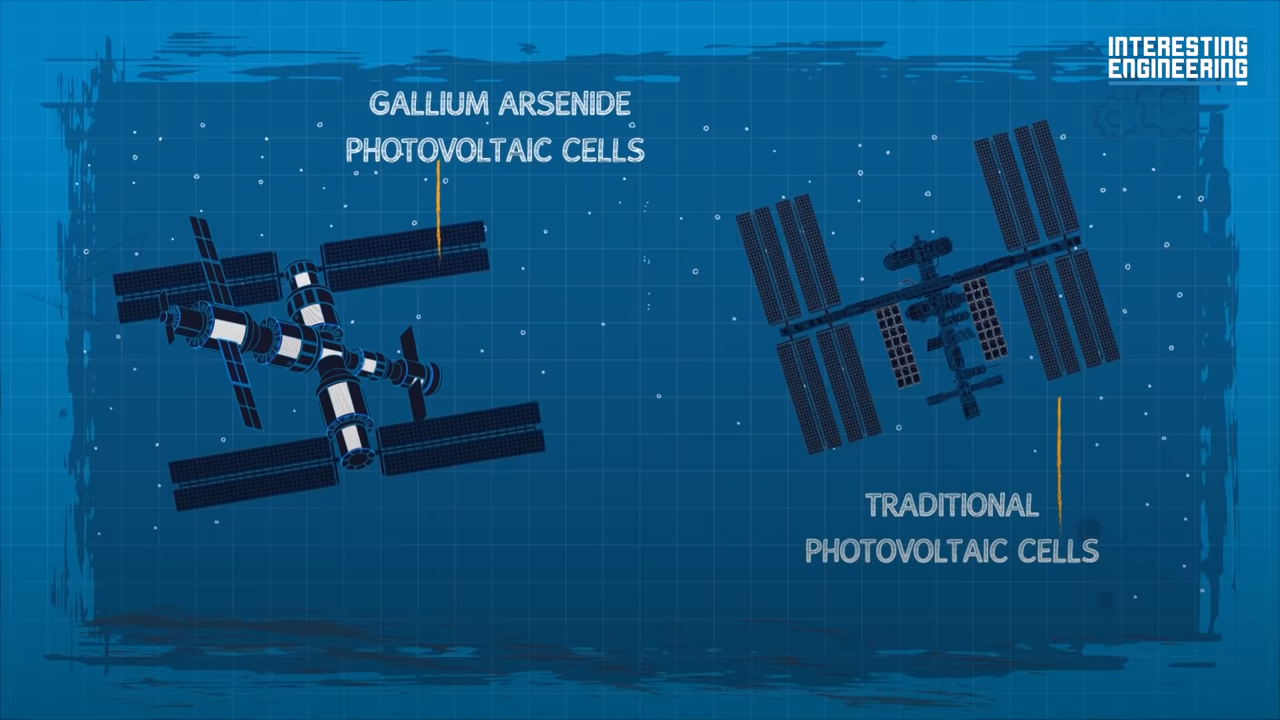 INTERESTING
ENGINEERING
GALLIUM ARSENIDE
PHOTOVOLTAIC CELLS
TRADITIONAL
PHOTOVOLTAIC CELLS